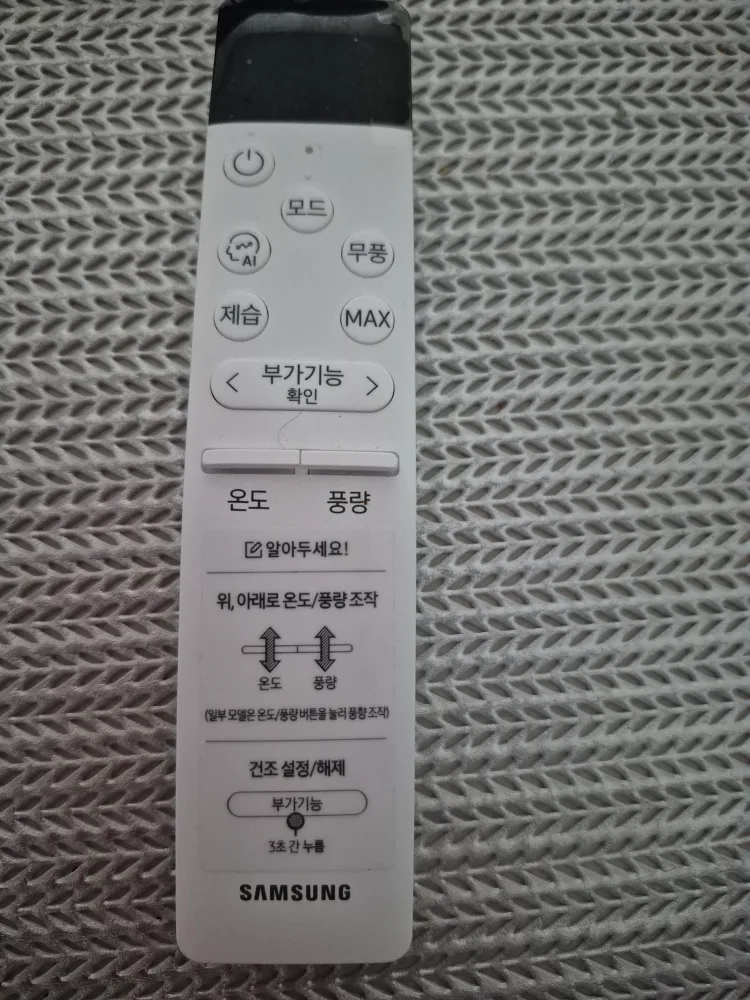 모드
AI
무풍
제습
MAX
< 부가기능 >
확인
온도 풍량
알아두세요!
위, 아래로 온도/풍량 조작
온도 풍량
(일부 모델은 온도/풍량 버튼을 눌러 풍향 조작)
건조 설정/해제
부가기능
3초 간 누름
SAMSUNG